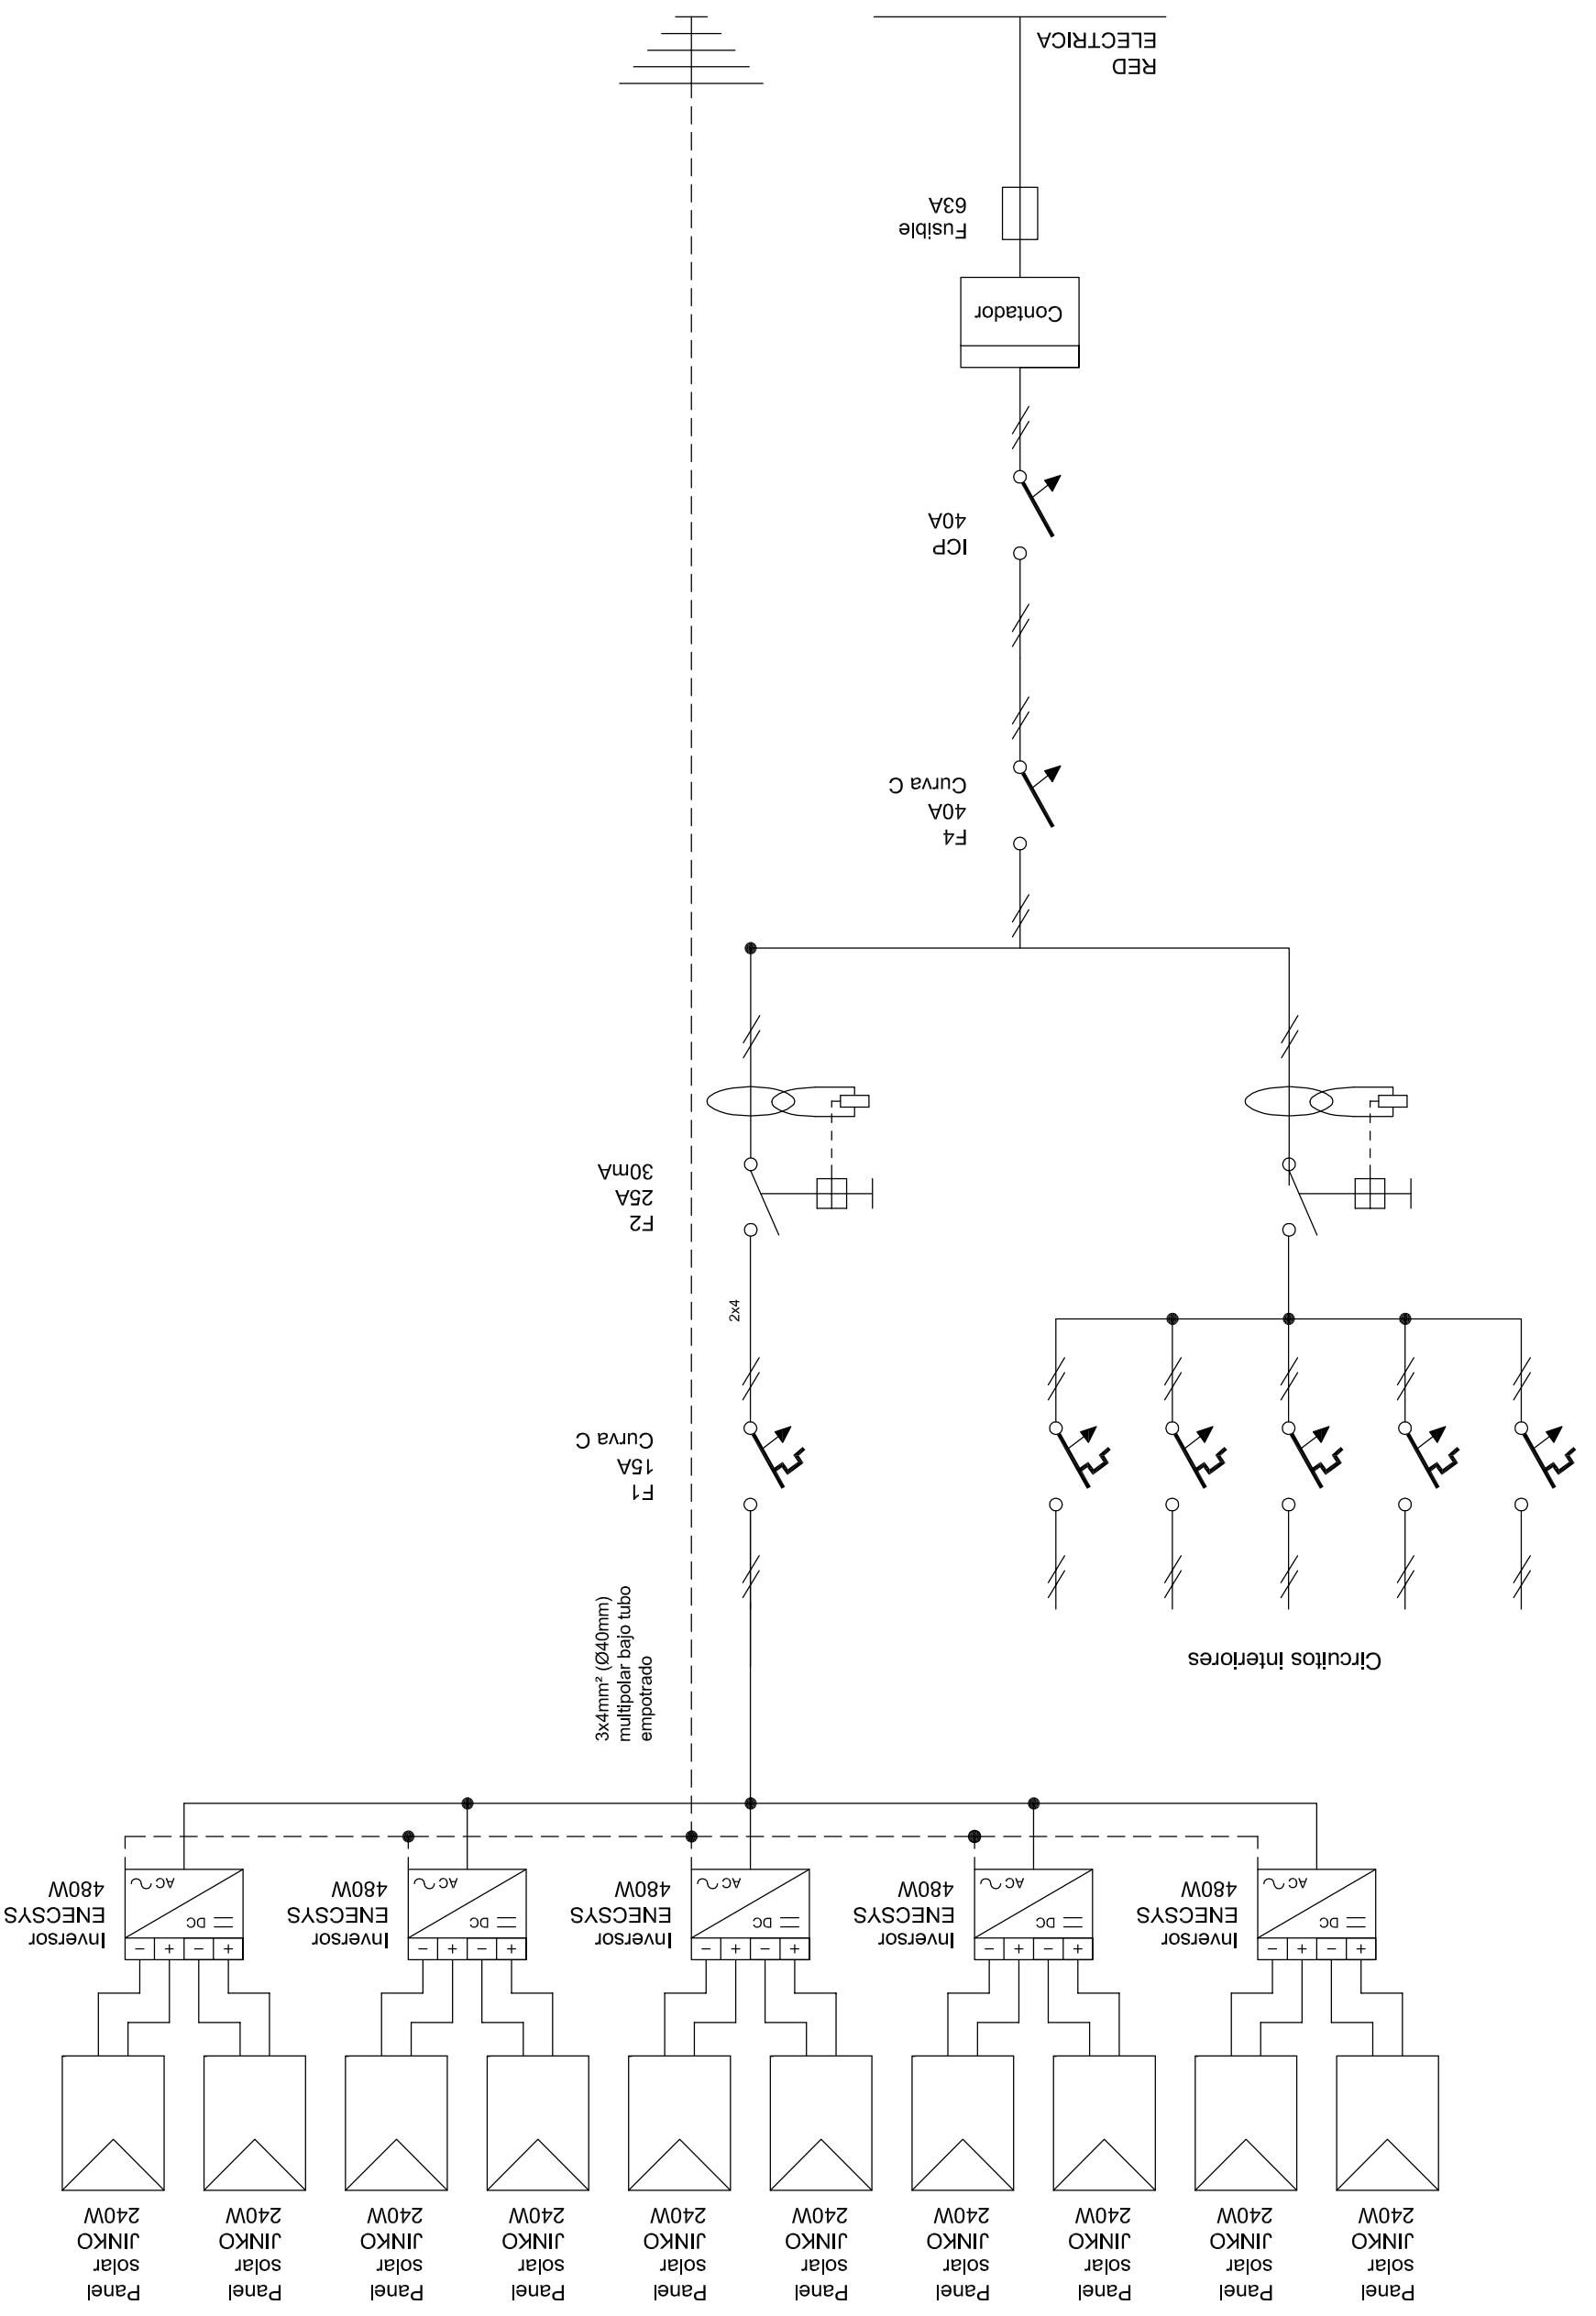 Panel
solar
JINKO
240W
Panel
solar
JINKO
240W
Panel
solar
JINKO
240W
Panel
solar
JINKO
240W
Panel
solar
JINKO
240W
Panel
solar
JINKO
240W
Panel
solar
JINKO
240W
Panel
solar
JINKO
240W
Panel
solar
JINKO
240W
Panel
solar
JINKO
240W
+ − + −
DC
AC
Inversor
ENECSYS
480W
+ − + −
DC
AC
Inversor
ENECSYS
480W
+ − + −
DC
AC
Inversor
ENECSYS
480W
+ − + −
DC
AC
Inversor
ENECSYS
480W
+ − + −
DC
AC
Inversor
ENECSYS
480W
Circuitos interiores
3x4mm² (Ø40mm)
multipolar bajo tubo
empotrado
F1
15A
Curva C
2x4
F2
25A
30mA
F4
40A
Curva C
ICP
40A
Contador
Fusible
63A
RED
ELECTRICA